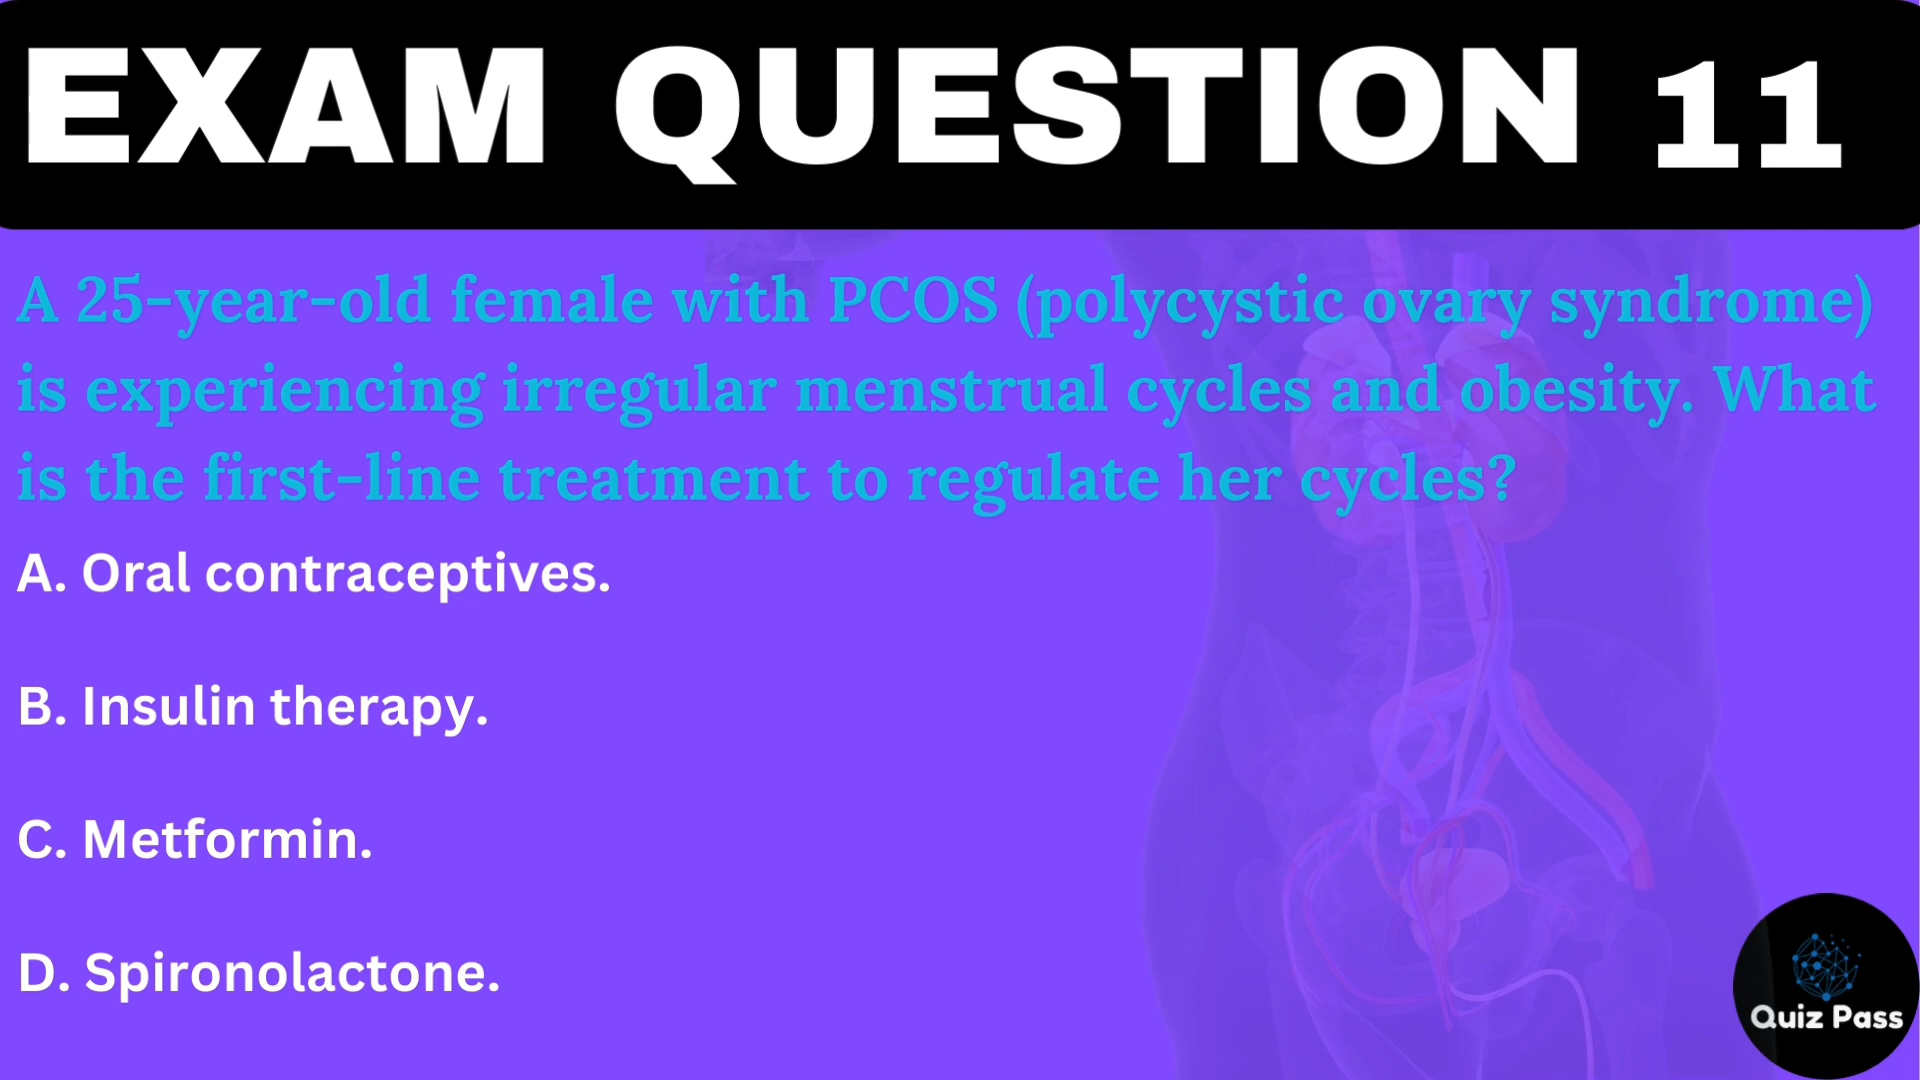 EXAM QUESTION 11
A 25-year-old female with PCOS (polycystic ovary syndrome)
is experiencing irregular menstrual cycles and obesity. What
is the first-line treatment to regulate her cycles?
A. Oral contraceptives.
B. Insulin therapy.
C. Metformin.
D. Spironolactone.
Quiz Pass